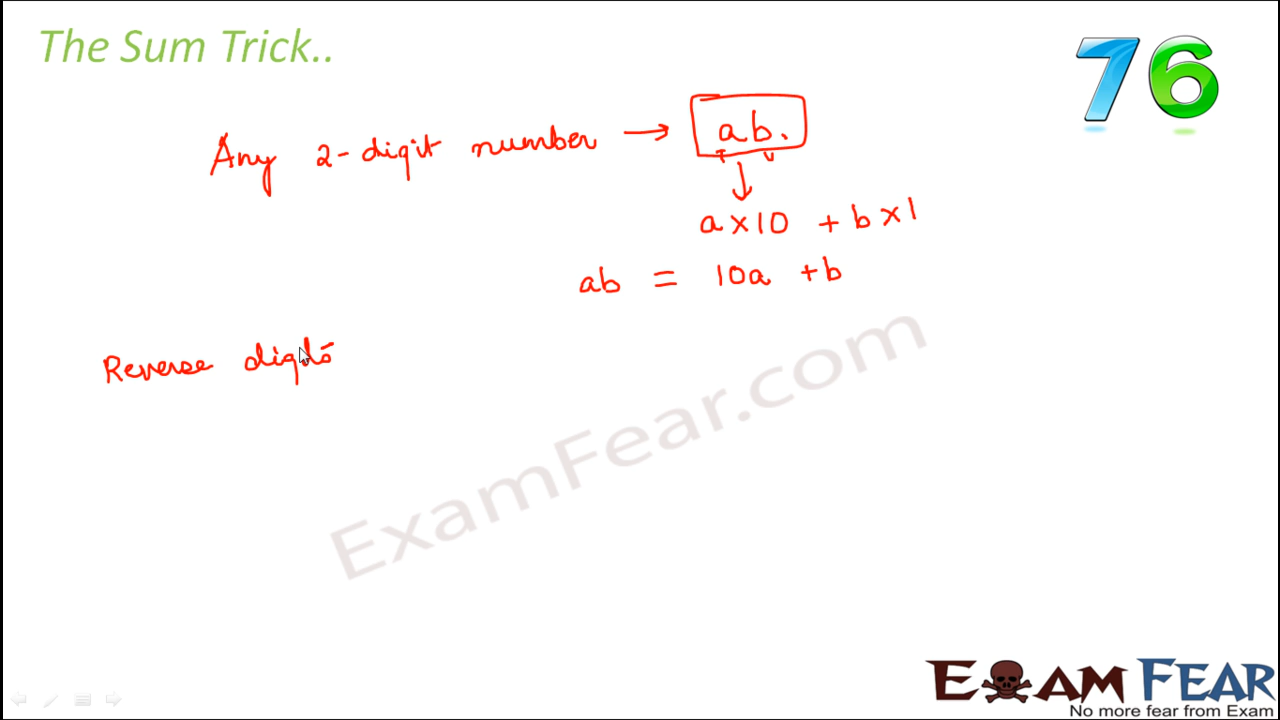 The Sum Trick..
76
Any 2-digit number → ab.
a×10 + b×1
ab = 10a + b
Reverse digits
ExamFear.com
EXAM FEAR
No more fear from Exam